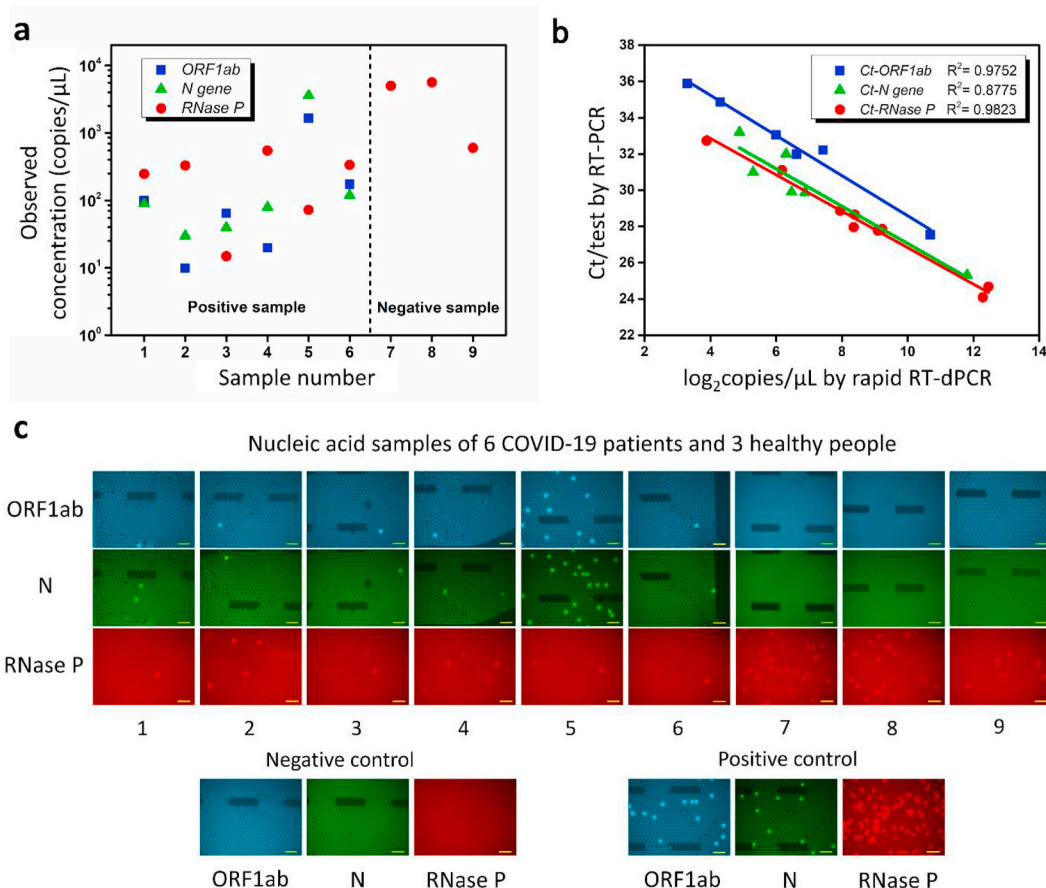 a
Observed
concentration (copies/µL)
10⁴
10³
10²
10¹
10⁰
ORF1ab
N gene
RNase P
Positive sample
Negative sample
1 2 3 4 5 6 7 8 9
Sample number
b
Ct/test by RT-PCR
38
36
34
32
30
28
26
24
22
Ct-ORF1ab R²= 0.9752
Ct-N gene R²= 0.8775
Ct-RNase P R²= 0.9823
2 4 6 8 10 12 14
log₂copies/µL by rapid RT-dPCR
c
Nucleic acid samples of 6 COVID-19 patients and 3 healthy people
ORF1ab
N
RNase P
1 2 3 4 5 6 7 8 9
Negative control
Positive control
ORF1ab N RNase P
ORF1ab N RNase P